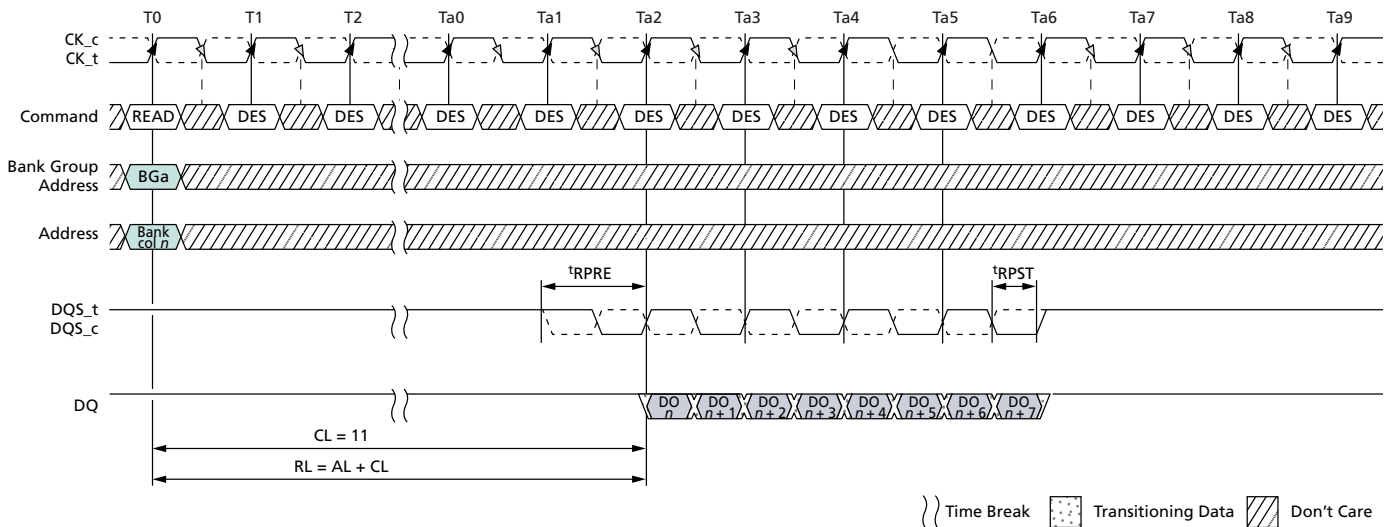 T0 T1 T2 Ta0 Ta1 Ta2 Ta3 Ta4 Ta5 Ta6 Ta7 Ta8 Ta9
CK_c
CK_t
Command READ DES DES DES DES DES DES DES DES DES DES DES DES
Bank Group
Address
BGa
Address
Bank
col n
tRPRE tRPST
DQS_t
DQS_c
DQ
DO n DO n + 1 DO n + 2 DO n + 3 DO n + 4 DO n + 5 DO n + 6 DO n + 7
CL = 11
RL = AL + CL
Time Break Transitioning Data Don't Care